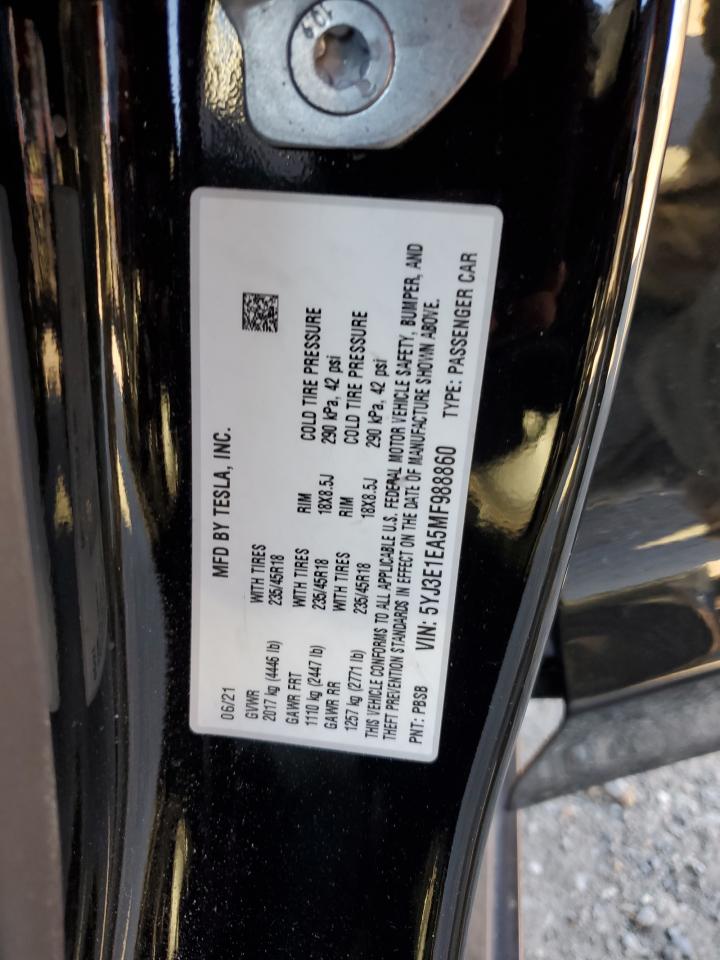 MFD BY TESLA, INC.
06/21
GVWR WITH TIRES
2017 kg (4446 lb) 235/45R18
GAWR FRT WITH TIRES RIM COLD TIRE PRESSURE
1110 kg (2447 lb) 235/45R18 18X8.5J 290 kPa, 42 psi
GAWR RR WITH TIRES RIM COLD TIRE PRESSURE
1257 kg (2771 lb) 235/45R18 18X8.5J 290 kPa, 42 psi
THIS VEHICLE CONFORMS TO ALL APPLICABLE U.S. FEDERAL MOTOR VEHICLE SAFETY, BUMPER, AND
THEFT PREVENTION STANDARDS IN EFFECT ON THE DATE OF MANUFACTURE SHOWN ABOVE.
PNT: PBSB VIN: 5YJ3E1EA5MF988860 TYPE: PASSENGER CAR